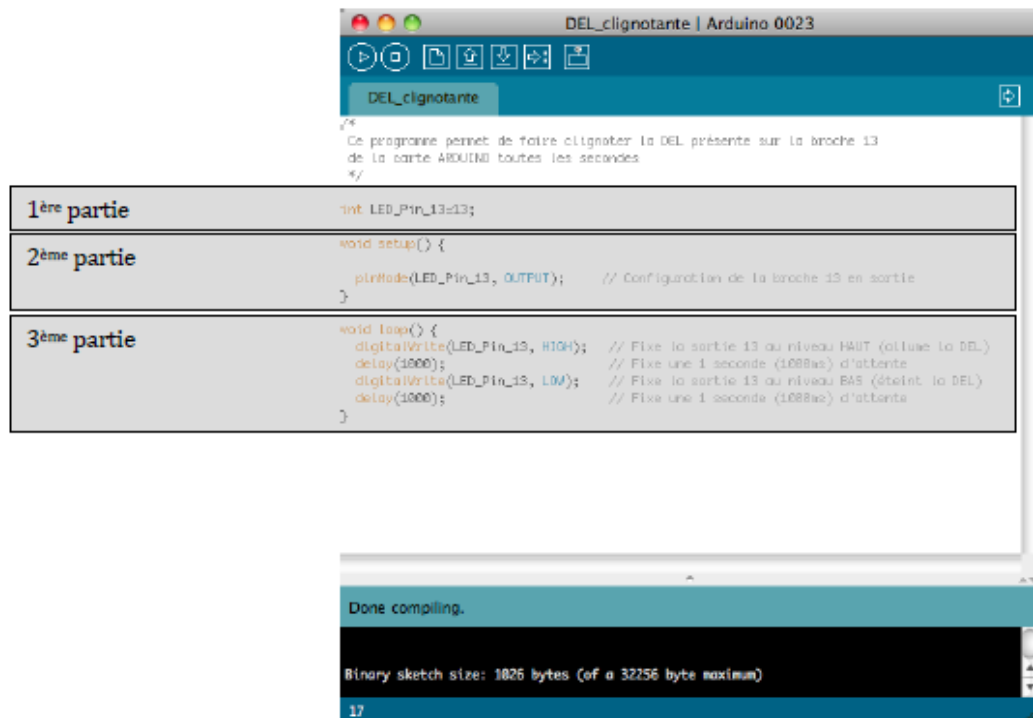 DEL_clignotante | Arduino 0023
DEL_clignotante
/*
Ce programme permet de faire clignoter la DEL présente sur la broche 13
de la carte ARDUINO toutes les secondes
*/
1ère partie
int LED_Pin_13=13;
2ème partie
void setup() {
pinMode(LED_Pin_13, OUTPUT); // Configuration de la broche 13 en sortie
}
3ème partie
void loop() {
digitalWrite(LED_Pin_13, HIGH); // Fixe la sortie 13 au niveau HAUT (allume la DEL)
delay(1000); // Fixe une 1 seconde (1000ms) d'attente
digitalWrite(LED_Pin_13, LOW); // Fixe la sortie 13 au niveau BAS (éteint la DEL)
delay(1000); // Fixe une 1 seconde (1000ms) d'attente
}
Done compiling.
Binary sketch size: 1026 bytes (of a 32256 byte maximum)
17